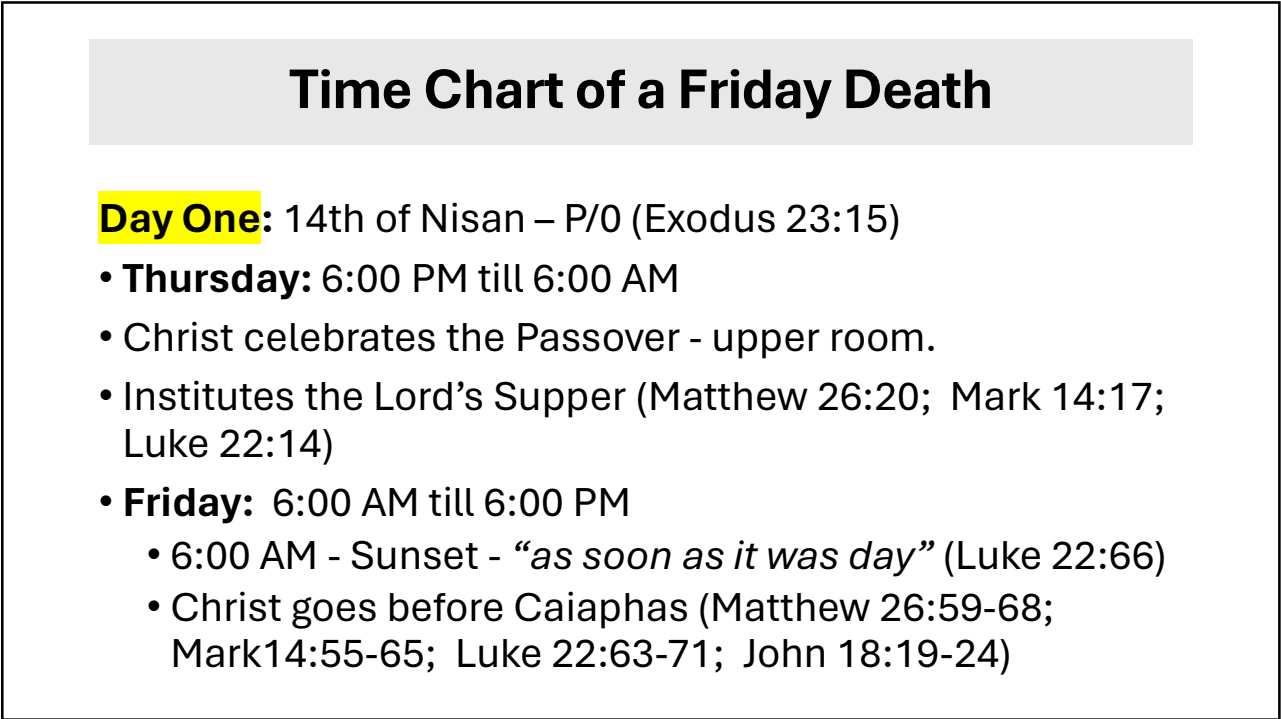 Time Chart of a Friday Death
Day One: 14th of Nisan – P/0 (Exodus 23:15)
• Thursday: 6:00 PM till 6:00 AM
• Christ celebrates the Passover - upper room.
• Institutes the Lord’s Supper (Matthew 26:20;  Mark 14:17;
Luke 22:14)
• Friday:  6:00 AM till 6:00 PM
• 6:00 AM - Sunset - “as soon as it was day” (Luke 22:66)
• Christ goes before Caiaphas (Matthew 26:59-68;
Mark14:55-65;  Luke 22:63-71;  John 18:19-24)